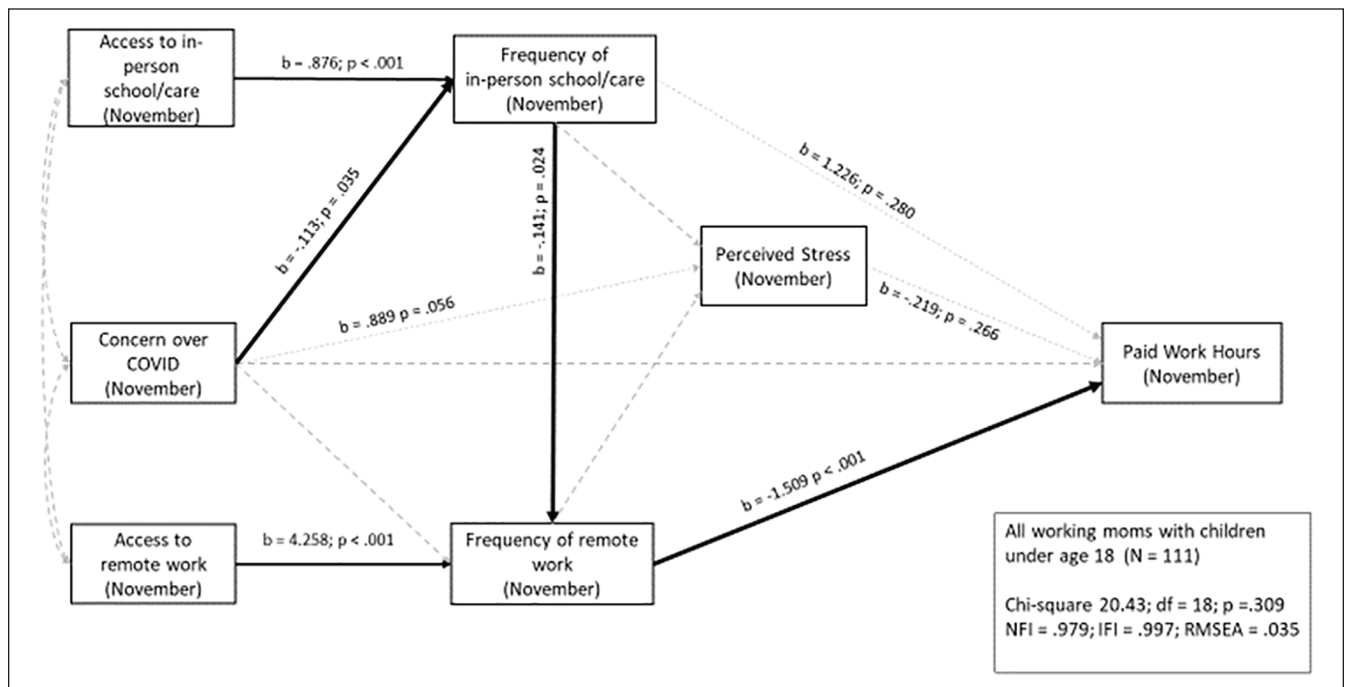 Access to in-
person
school/care
(November)
b = .876; p < .001
Frequency of
in-person school/care
(November)
b = -.113; p = .035
b = -.141; p = .024
b = 1.226; p = .280
Perceived Stress
(November)
b = .889 p = .056
b = -.219; p = .266
Concern over
COVID
(November)
Paid Work Hours
(November)
b = -1.509 p < .001
Access to
remote work
(November)
b = 4.258; p < .001
Frequency of remote
work
(November)
All working moms with children
under age 18 (N = 111)
Chi-square 20.43; df = 18; p =.309
NFI = .979; IFI = .997; RMSEA = .035